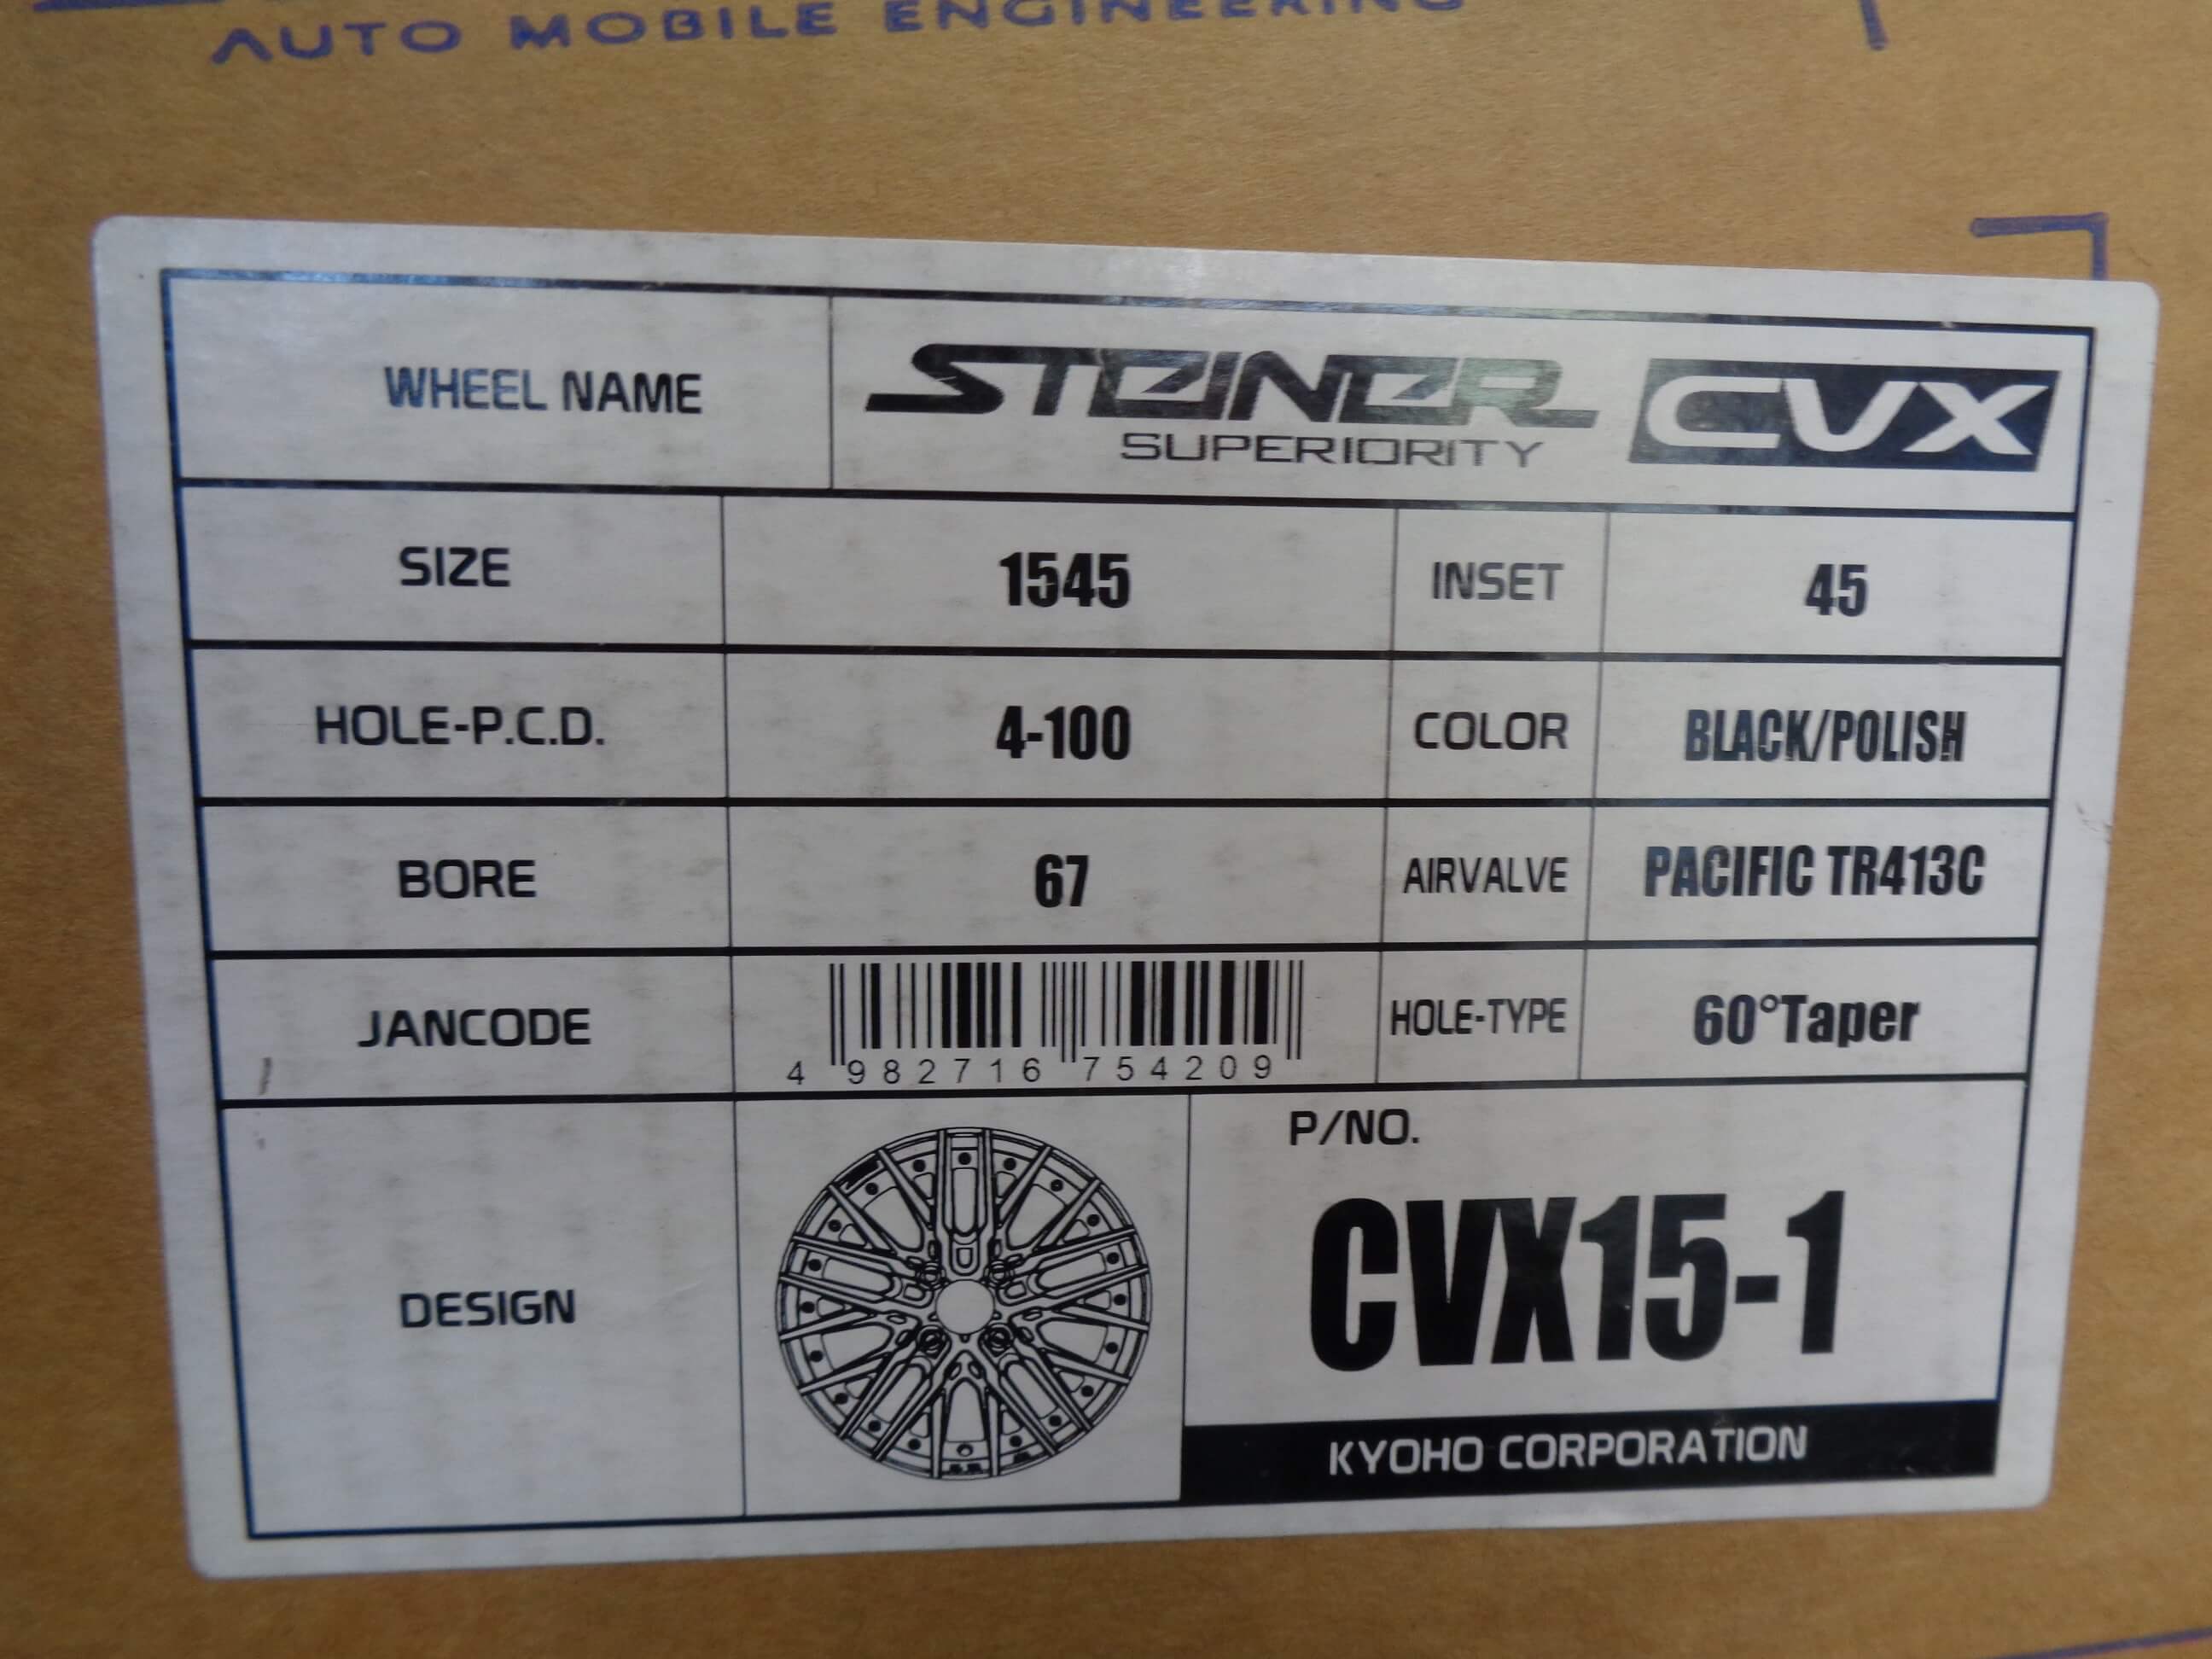 AUTO MOBILE ENGINEERING
WHEEL NAME
STEINER CVX
SUPERIORITY
SIZE 1545 INSET 45
HOLE-P.C.D. 4-100 COLOR BLACK/POLISH
BORE 67 AIRVALVE PACIFIC TR413C
JANCODE 4 982716 754209 HOLE-TYPE 60°Taper
DESIGN
P/NO.
CVX15-1
KYOHO CORPORATION